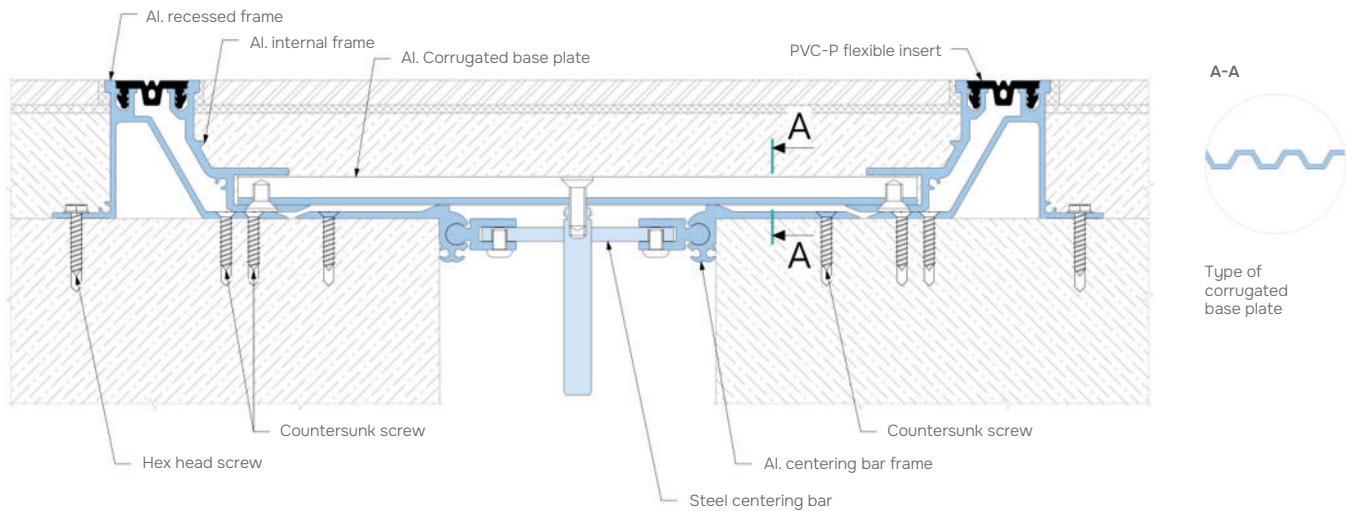 Al. recessed frame
Al. internal frame
Al. Corrugated base plate
PVC-P flexible insert
A-A
A
A
Type of
corrugated
base plate
Countersunk screw
Countersunk screw
Hex head screw
Al. centering bar frame
Steel centering bar